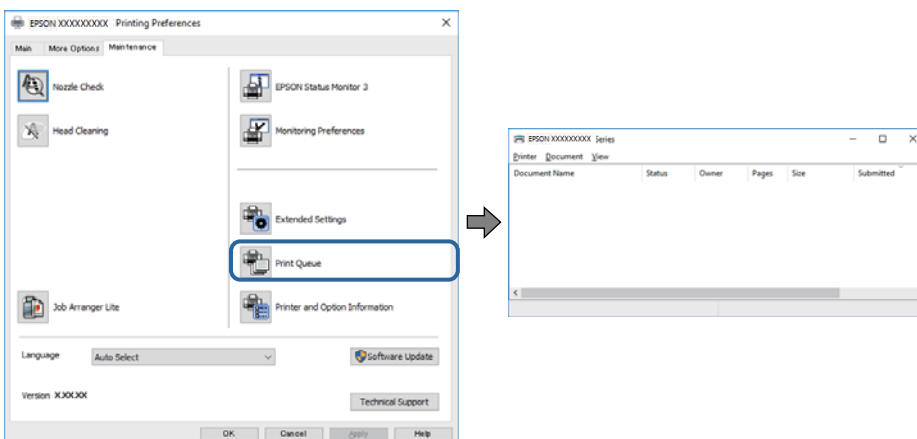 EPSON XXXXXXXXX Printing Preferences
Main More Options Maintenance
Nozzle Check
EPSON Status Monitor 3
Head Cleaning
Monitoring Preferences
Extended Settings
Print Queue
Job Arranger Lite
Printer and Option Information
Language Auto Select
Software Update
Version X.XX.XX
Technical Support
OK Cancel Apply Help
EPSON XXXXXXXXX Series
Printer Document View
Document Name Status Owner Pages Size Submitted